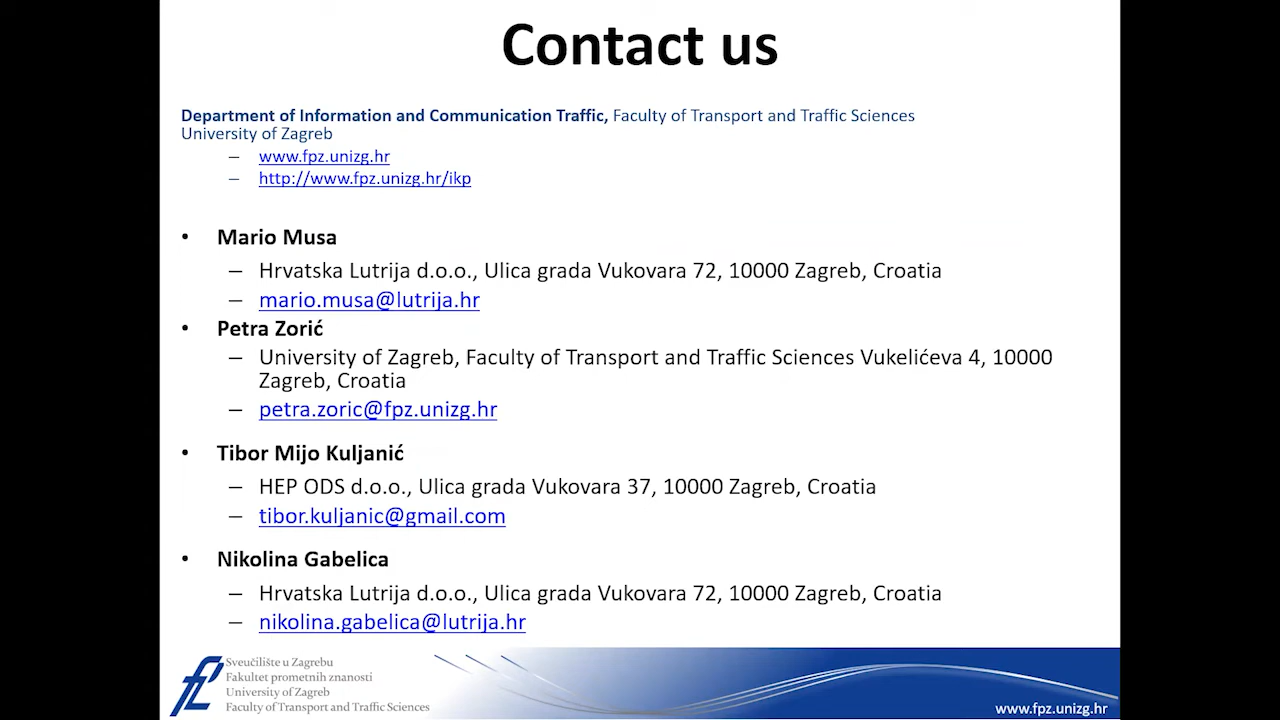 Contact us
Department of Information and Communication Traffic, Faculty of Transport and Traffic Sciences
University of Zagreb
– www.fpz.unizg.hr
– http://www.fpz.unizg.hr/ikp
• Mario Musa
– Hrvatska Lutrija d.o.o., Ulica grada Vukovara 72, 10000 Zagreb, Croatia
– mario.musa@lutrija.hr
• Petra Zorić
– University of Zagreb, Faculty of Transport and Traffic Sciences Vukelićeva 4, 10000
Zagreb, Croatia
– petra.zoric@fpz.unizg.hr
• Tibor Mijo Kuljanić
– HEP ODS d.o.o., Ulica grada Vukovara 37, 10000 Zagreb, Croatia
– tibor.kuljanic@gmail.com
• Nikolina Gabelica
– Hrvatska Lutrija d.o.o., Ulica grada Vukovara 72, 10000 Zagreb, Croatia
– nikolina.gabelica@lutrija.hr
Sveučilište u Zagrebu
Fakultet prometnih znanosti
University of Zagreb
Faculty of Transport and Traffic Sciences
www.fpz.unizg.hr